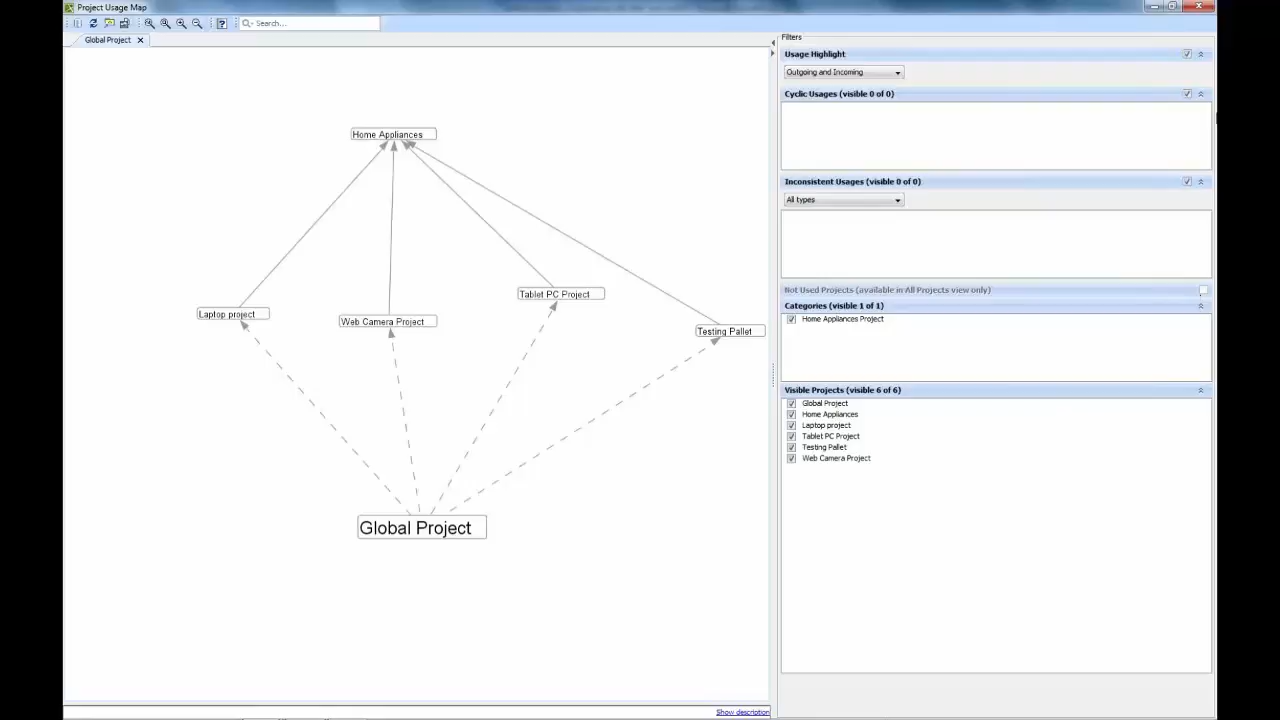 Project Usage Map
Search...
Global Project
Home Appliances
Laptop project
Web Camera Project
Tablet PC Project
Testing Pallet
Global Project
Show description
Filters
Usage Highlight
Outgoing and Incoming
Cyclic Usages (visible 0 of 0)
Inconsistent Usages (visible 0 of 0)
All types
Not Used Projects (available in All Projects view only)
Categories (visible 1 of 1)
Home Appliances Project
Visible Projects (visible 6 of 6)
Global Project
Home Appliances
Laptop project
Tablet PC Project
Testing Pallet
Web Camera Project